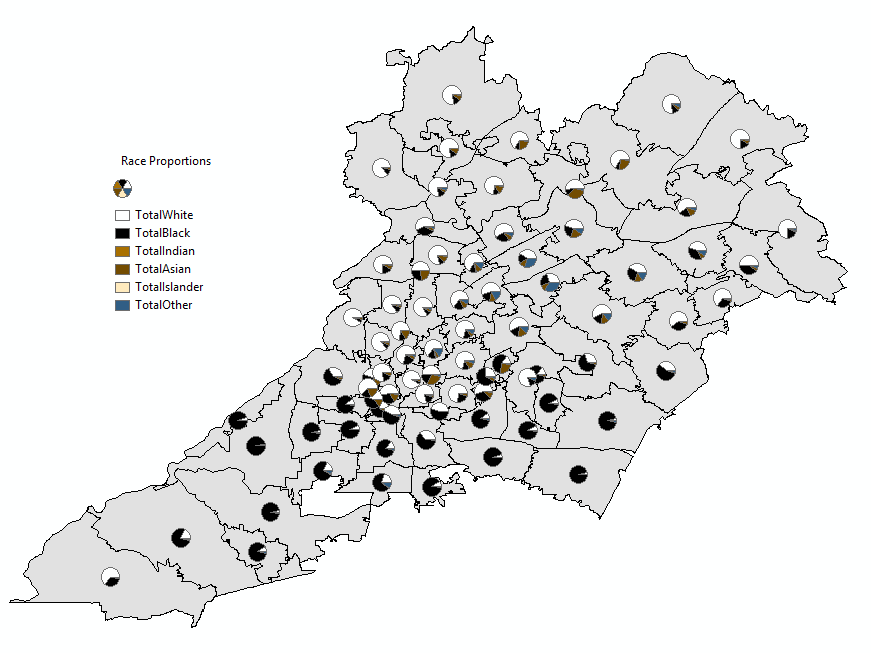 Race Proportions
TotalWhite
TotalBlack
TotalIndian
TotalAsian
TotalIslander
TotalOther